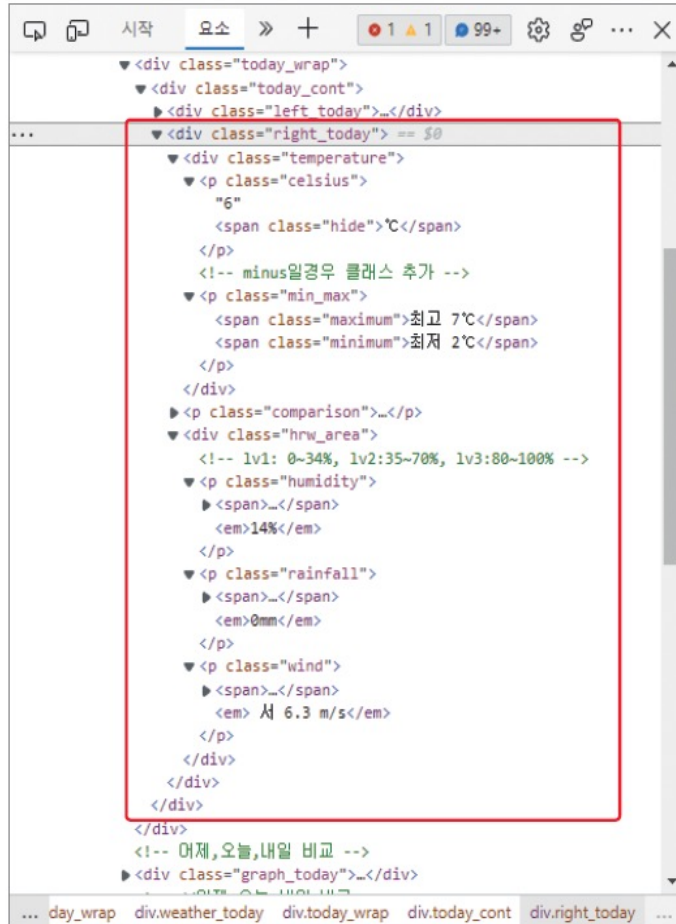 시작 요소 1 1 99+
<div class="today_wrap">
<div class="today_cont">
<div class="left_today">…</div>
... <div class="right_today"> == $0
<div class="temperature">
<p class="celsius">
"6"
<span class="hide">℃</span>
</p>
<!-- minus일경우 클래스 추가 -->
<p class="min_max">
<span class="maximum">최고 7℃</span>
<span class="minimum">최저 2℃</span>
</p>
</div>
<p class="comparison">…</p>
<div class="hrw_area">
<!-- lv1: 0~34%, lv2:35~70%, lv3:80~100% -->
<p class="humidity">
<span>…</span>
<em>14%</em>
</p>
<p class="rainfall">
<span>…</span>
<em>0mm</em>
</p>
<p class="wind">
<span>…</span>
<em> 서 6.3 m/s</em>
</p>
</div>
</div>
</div>
</div>
<!-- 어제,오늘,내일 비교 -->
<div class="graph_today">…</div>
... day_wrap div.weather_today div.today_wrap div.today_cont div.right_today ...